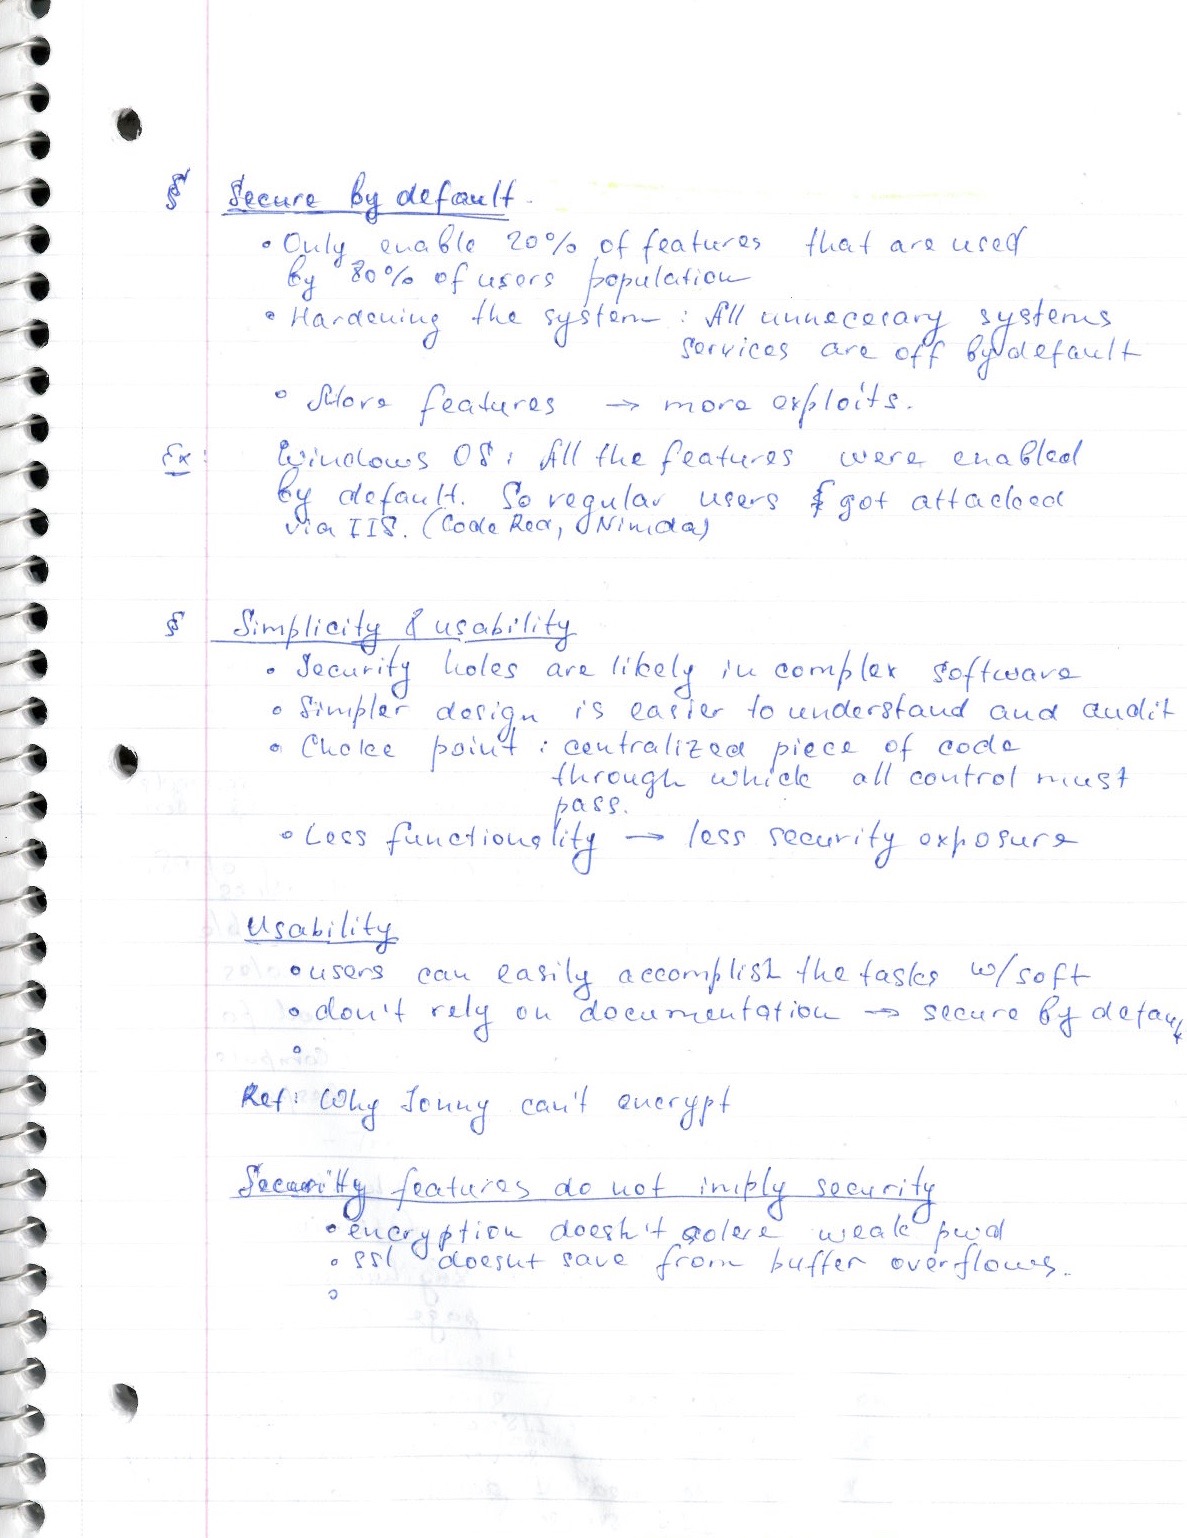 § Secure by default.
• Only enable 20% of features that are used
by 80% of users population
• Hardening the system : All unnecesary systems
services are off by default
• More features → more exploits.
Ex: Windows OS: All the features were enabled
by default. So regular users got attacked
via IIS. (Code Red, Nimda)
§ Simplicity & usability
• Security holes are likely in complex software
• Simpler design is easier to understand and audit
• Choke point : centralized piece of code
through which all control must
pass.
• Less functionality → less security exposure
Usability
• users can easily accomplish the tasks w/ soft
• don't rely on documentation → secure by default
•
Ref: Why Jonny can't encrypt
Security features do not imply security
• encryption doesn't solve weak pwd
• ssl doesnt save from buffer overflows.
•